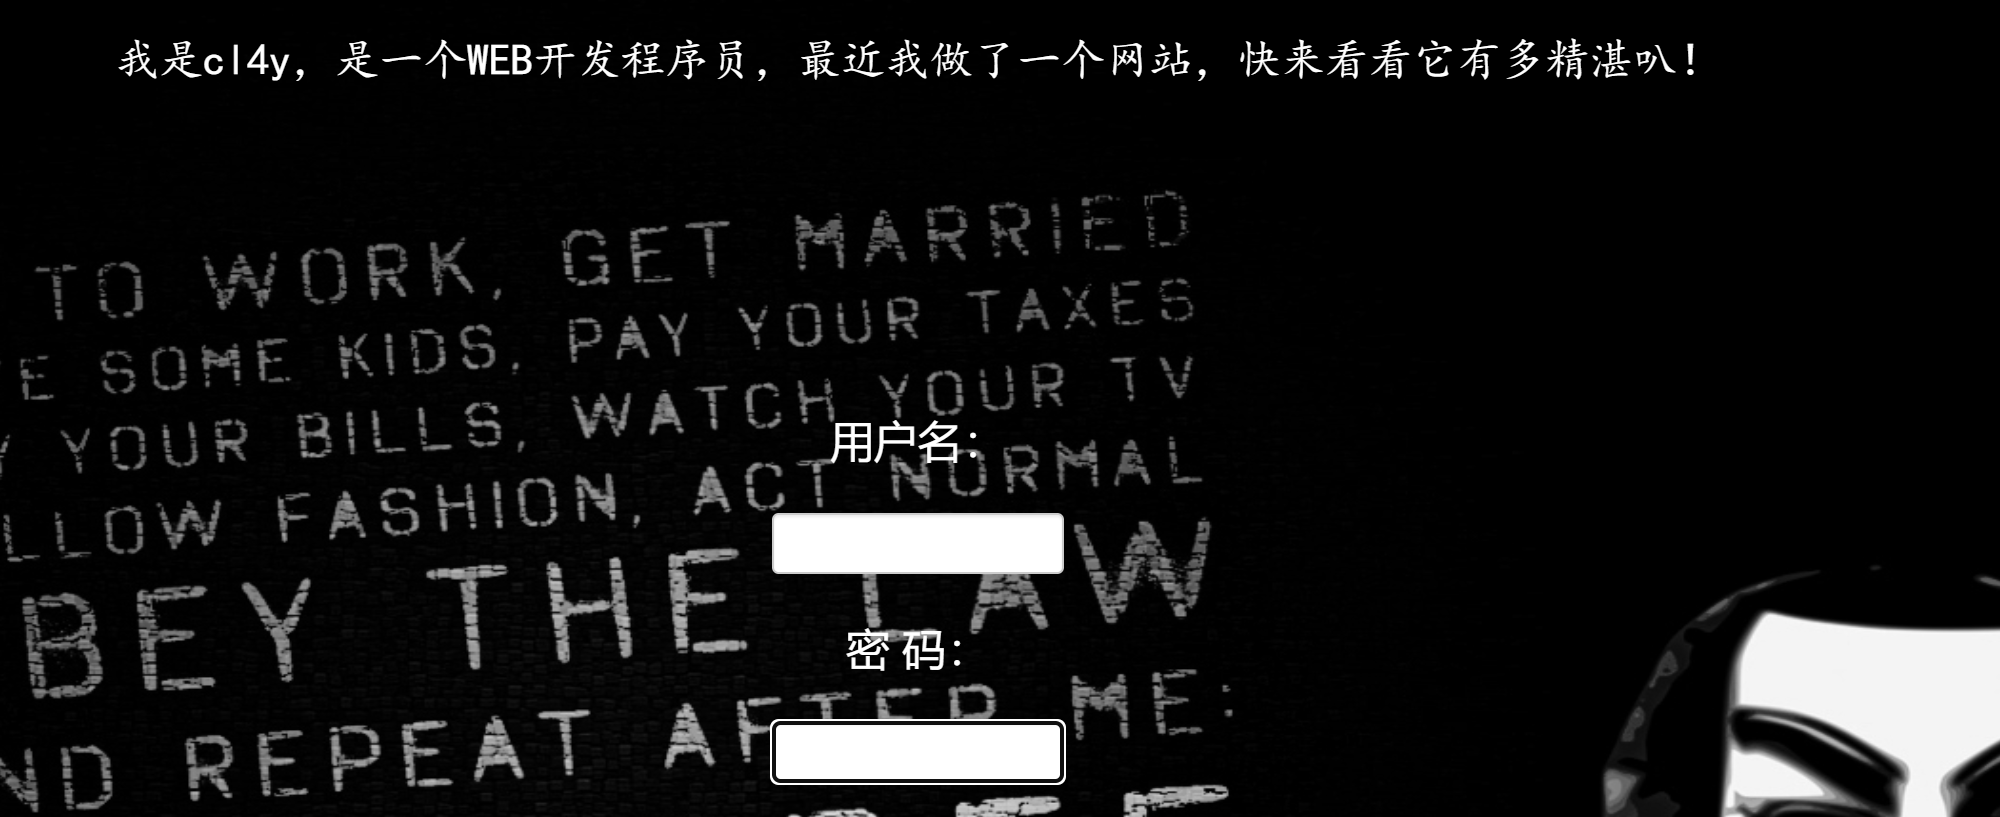 我是cl4y，是一个WEB开发程序员，最近我做了一个网站，快来看看它有多精湛叭！
TO WORK, GET MARRIED
E SOME KIDS, PAY YOUR TAXES
Y YOUR BILLS, WATCH YOUR TV
LLOW FASHION, ACT NORMAL
BEY THE LAW
ND REPEAT AFTER ME:
用户名：
密 码：